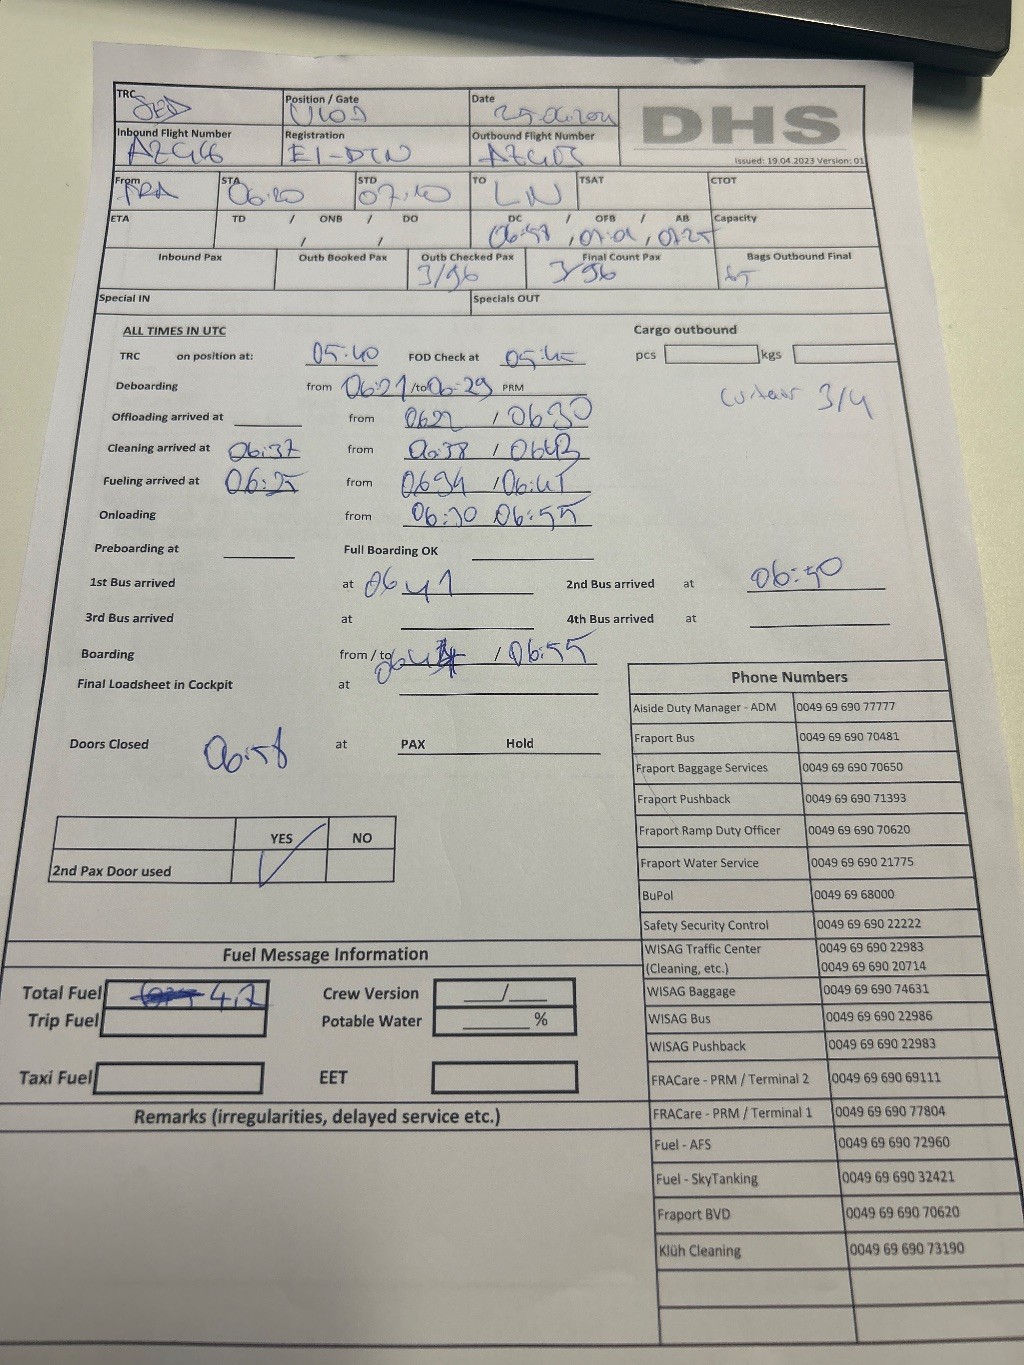 TRC Position / Gate Date
DHS
Inbound Flight Number Registration Outbound Flight Number
EI-DTN
Issued: 19.04.2023 Version: 01
From STA STD TO TSAT CTOT
FRA 06:20 07:10 LN
ETA TD / ONB / DO DC / OFB / AB Capacity
/ / 06:58 , 07:01 , 0725
Inbound Pax Outb Booked Pax Outb Checked Pax Final Count Pax Bags Outbound Final
3/96 3/96
Special IN Specials OUT
ALL TIMES IN UTC Cargo outbound
TRC on position at: 05:40 FOD Check at 05:45 pcs kgs
Deboarding from 06:21 /to 06:29 PRM
3/4
Offloading arrived at from 0622 / 0630
Cleaning arrived at 06:37 from 06:38 / 0643
Fueling arrived at 06:25 from 0634 / 06:41
Onloading from 06:30 06:55
Preboarding at Full Boarding OK
1st Bus arrived at 0641 2nd Bus arrived at 06:50
3rd Bus arrived at 4th Bus arrived at
Boarding from / to / 06:55
Final Loadsheet in Cockpit at
Doors Closed 06:58 at PAX Hold
YES NO
2nd Pax Door used
Phone Numbers
Aiside Duty Manager - ADM 0049 69 690 77777
Fraport Bus 0049 69 690 70481
Fraport Baggage Services 0049 69 690 70650
Fraport Pushback 0049 69 690 71393
Fraport Ramp Duty Officer 0049 69 690 70620
Fraport Water Service 0049 69 690 21775
BuPol 0049 69 68000
Safety Security Control 0049 69 690 22222
WISAG Traffic Center 0049 69 690 22983
(Cleaning, etc.) 0049 69 690 20714
WISAG Baggage 0049 69 690 74631
WISAG Bus 0049 69 690 22986
WISAG Pushback 0049 69 690 22983
FRACare - PRM / Terminal 2 0049 69 690 69111
FRACare - PRM / Terminal 1 0049 69 690 77804
Fuel - AFS 0049 69 690 72960
Fuel - SkyTanking 0049 69 690 32421
Fraport BVD 0049 69 690 70620
Klüh Cleaning 0049 69 690 73190
Fuel Message Information
Total Fuel Crew Version /
Trip Fuel Potable Water %
Taxi Fuel EET
Remarks (irregularities, delayed service etc.)